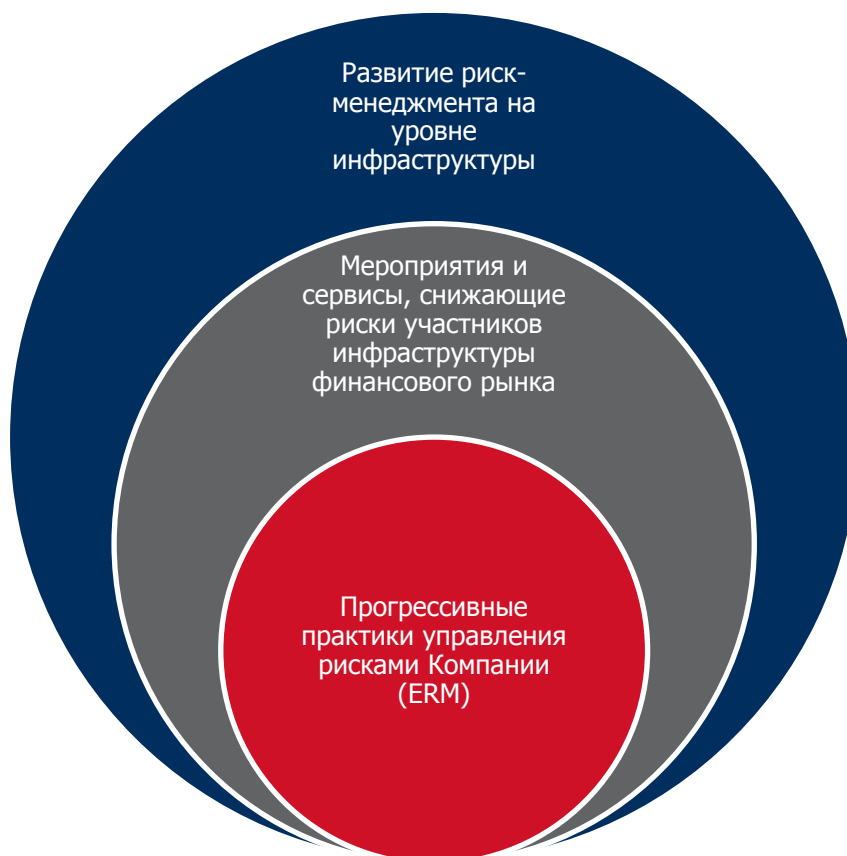 Развитие риск-
менеджмента на
уровне
инфраструктуры
Мероприятия и
сервисы, снижающие
риски участников
инфраструктуры
финансового рынка
Прогрессивные
практики управления
рисками Компании
(ERM)